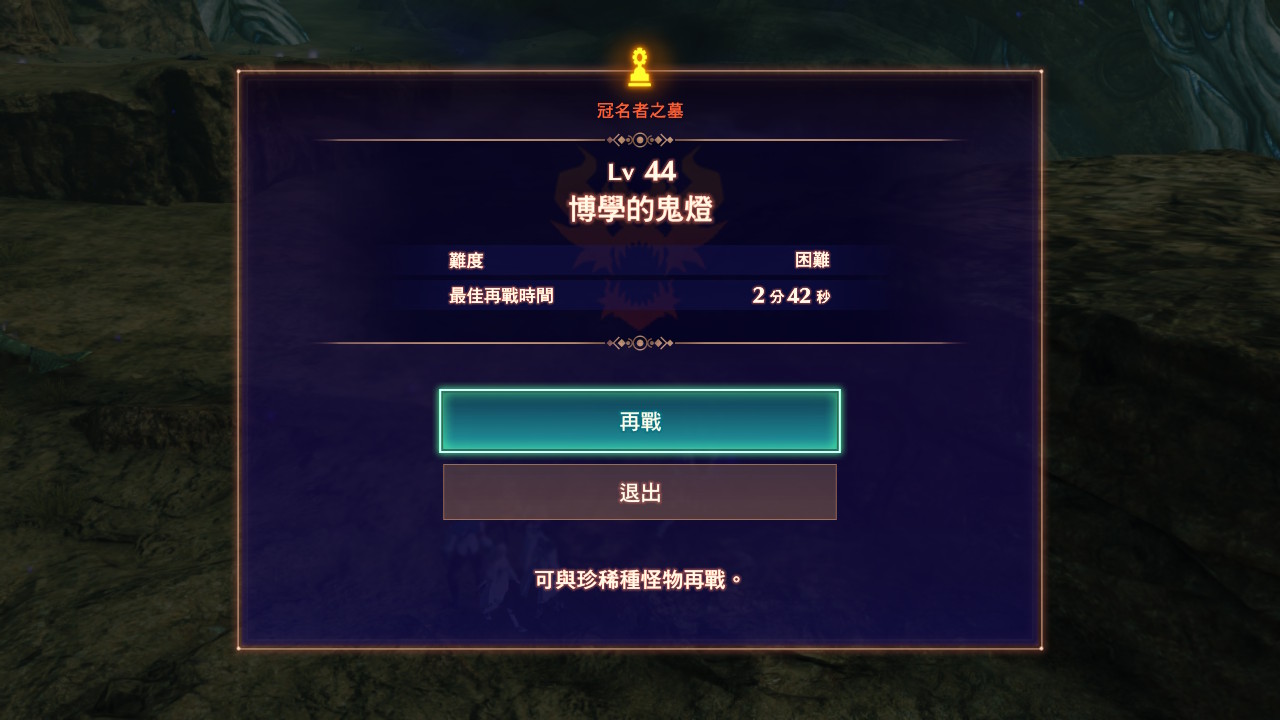 冠名者之墓
Lv 44
博學的鬼燈
難度 困難
最佳再戰時間 2分42秒
再戰
退出
可與珍稀種怪物再戰。